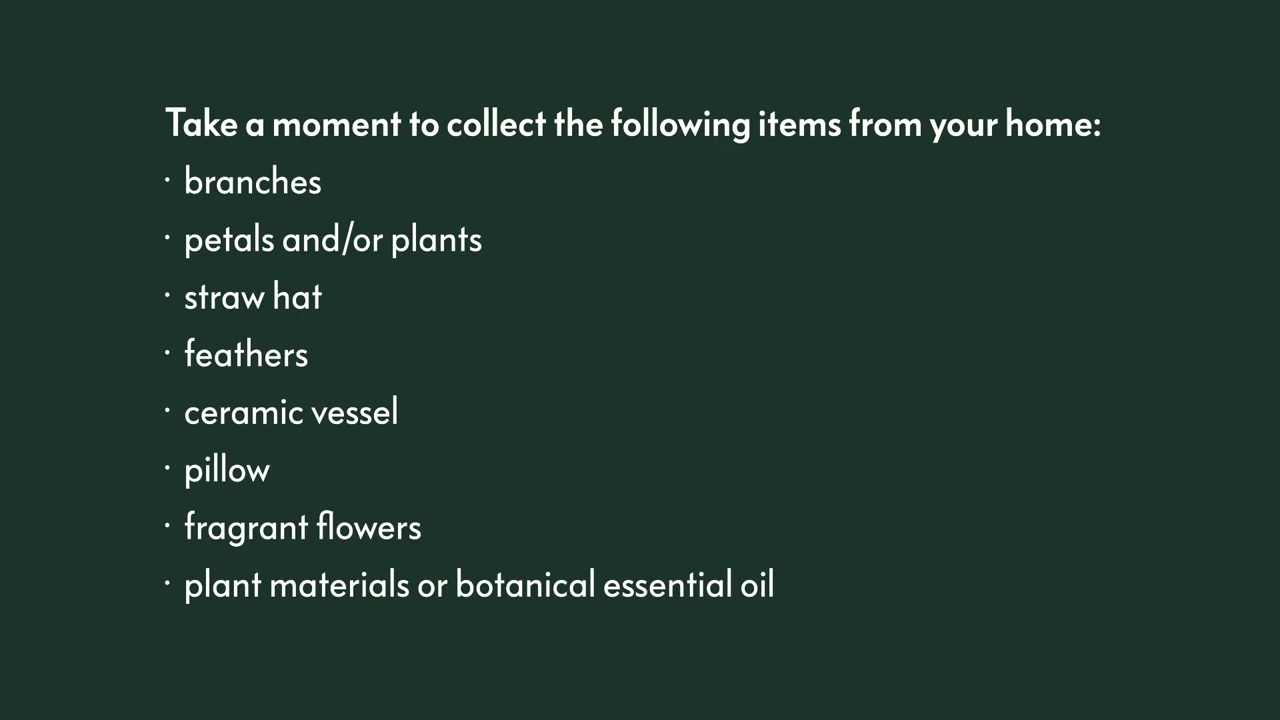 Take a moment to collect the following items from your home:
· branches
· petals and/or plants
· straw hat
· feathers
· ceramic vessel
· pillow
· fragrant flowers
· plant materials or botanical essential oil